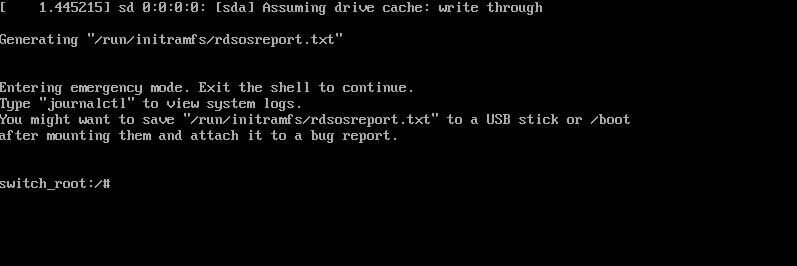 [    1.445215] sd 0:0:0:0: [sda] Assuming drive cache: write through
Generating "/run/initramfs/rdsosreport.txt"
Entering emergency mode. Exit the shell to continue.
Type "journalctl" to view system logs.
You might want to save "/run/initramfs/rdsosreport.txt" to a USB stick or /boot
after mounting them and attach it to a bug report.
switch_root:/#